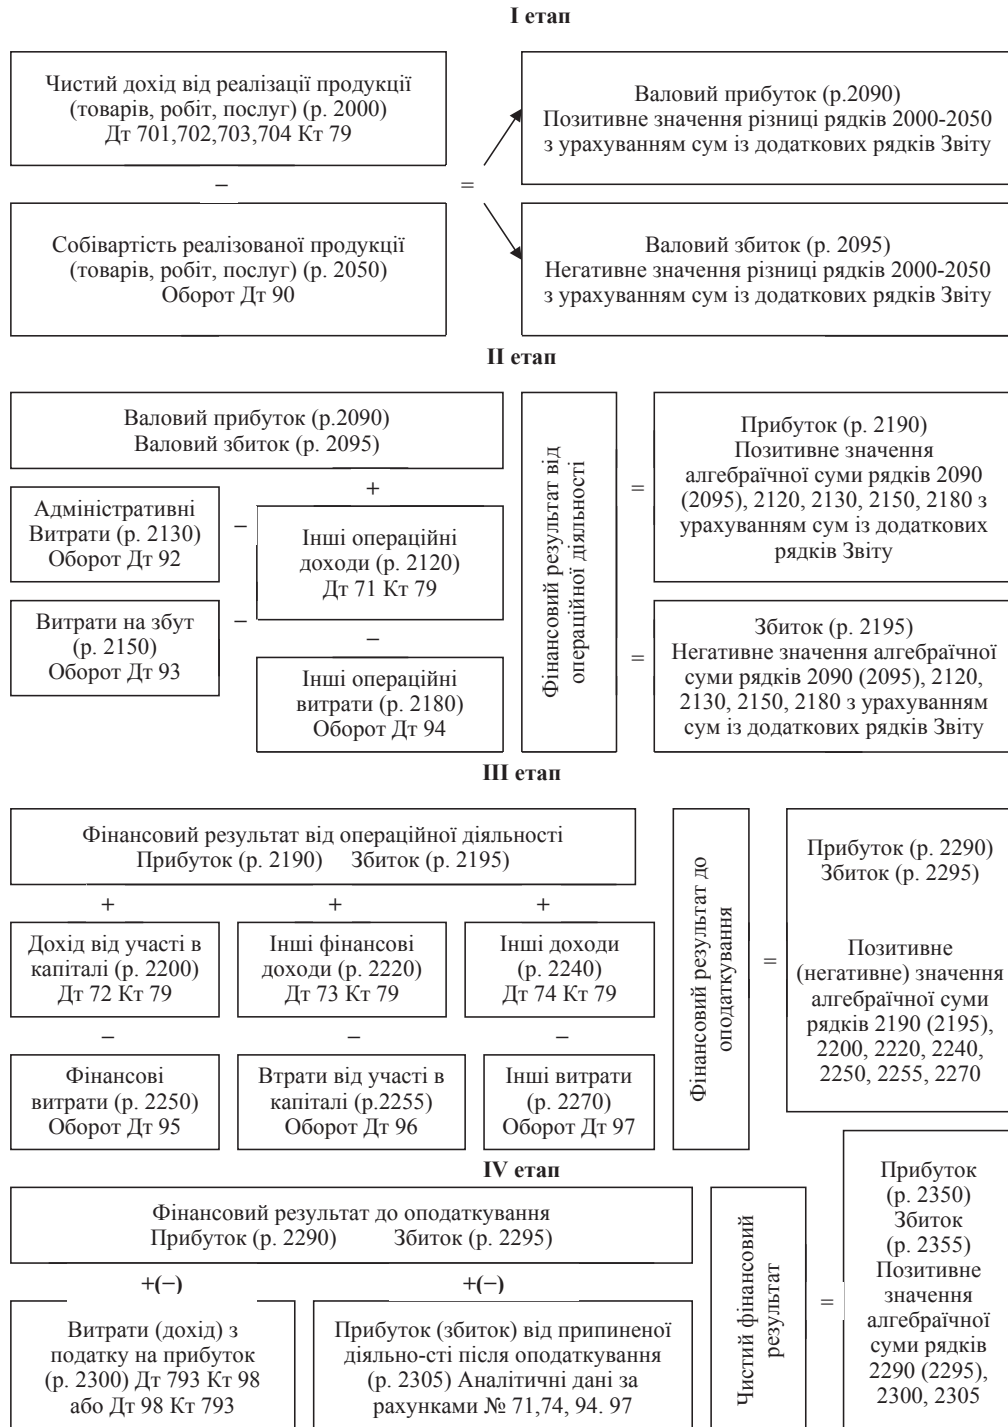 I етап
Чистий дохід від реалізації продукції
(товарів, робіт, послуг) (р. 2000)
Дт 701,702,703,704 Кт 79
–
Собівартість реалізованої продукції
(товарів, робіт, послуг) (р. 2050)
Оборот Дт 90
=
Валовий прибуток (р.2090)
Позитивне значення різниці рядків 2000-2050
з урахуванням сум із додаткових рядків Звіту
Валовий збиток (р. 2095)
Негативне значення різниці рядків 2000-2050
з урахуванням сум із додаткових рядків Звіту
II етап
Валовий прибуток (р.2090)
Валовий збиток (р. 2095)
+
Адміністративні
Витрати (р. 2130)
Оборот Дт 92
–
Інші операційні
доходи (р. 2120)
Дт 71 Кт 79
Витрати на збут
(р. 2150)
Оборот Дт 93
–
–
Інші операційні
витрати (р. 2180)
Оборот Дт 94
Фінансовий результат від
операційної діяльності
=
Прибуток (р. 2190)
Позитивне значення
алгебраїчної суми рядків 2090
(2095), 2120, 2130, 2150, 2180 з
урахуванням сум із додаткових
рядків Звіту
=
Збиток (р. 2195)
Негативне значення алгебраїчної
суми рядків 2090 (2095), 2120,
2130, 2150, 2180 з урахуванням
сум із додаткових рядків Звіту
III етап
Фінансовий результат від операційної діяльності
Прибуток (р. 2190) Збиток (р. 2195)
+ + +
Дохід від участі в
капіталі (р. 2200)
Дт 72 Кт 79
Інші фінансові
доходи (р. 2220)
Дт 73 Кт 79
Інші доходи
(р. 2240)
Дт 74 Кт 79
– – –
Фінансові
витрати (р. 2250)
Оборот Дт 95
Втрати від участі в
капіталі (р.2255)
Оборот Дт 96
Інші витрати
(р. 2270)
Оборот Дт 97
Фінансовий результат до
оподаткування
=
Прибуток (р. 2290)
Збиток (р. 2295)
Позитивне
(негативне) значення
алгебраїчної суми
рядків 2190 (2195),
2200, 2220, 2240,
2250, 2255, 2270
IV етап
Фінансовий результат до оподаткування
Прибуток (р. 2290) Збиток (р. 2295)
+(–) +(–)
Витрати (дохід) з
податку на прибуток
(р. 2300) Дт 793 Кт 98
або Дт 98 Кт 793
Прибуток (збиток) від припиненої
діяльно-сті після оподаткування
(р. 2305) Аналітичні дані за
рахунками № 71,74, 94. 97
Чистий фінансовий
результат
=
Прибуток
(р. 2350)
Збиток
(р. 2355)
Позитивне
значення
алгебраїчної
суми рядків
2290 (2295),
2300, 2305